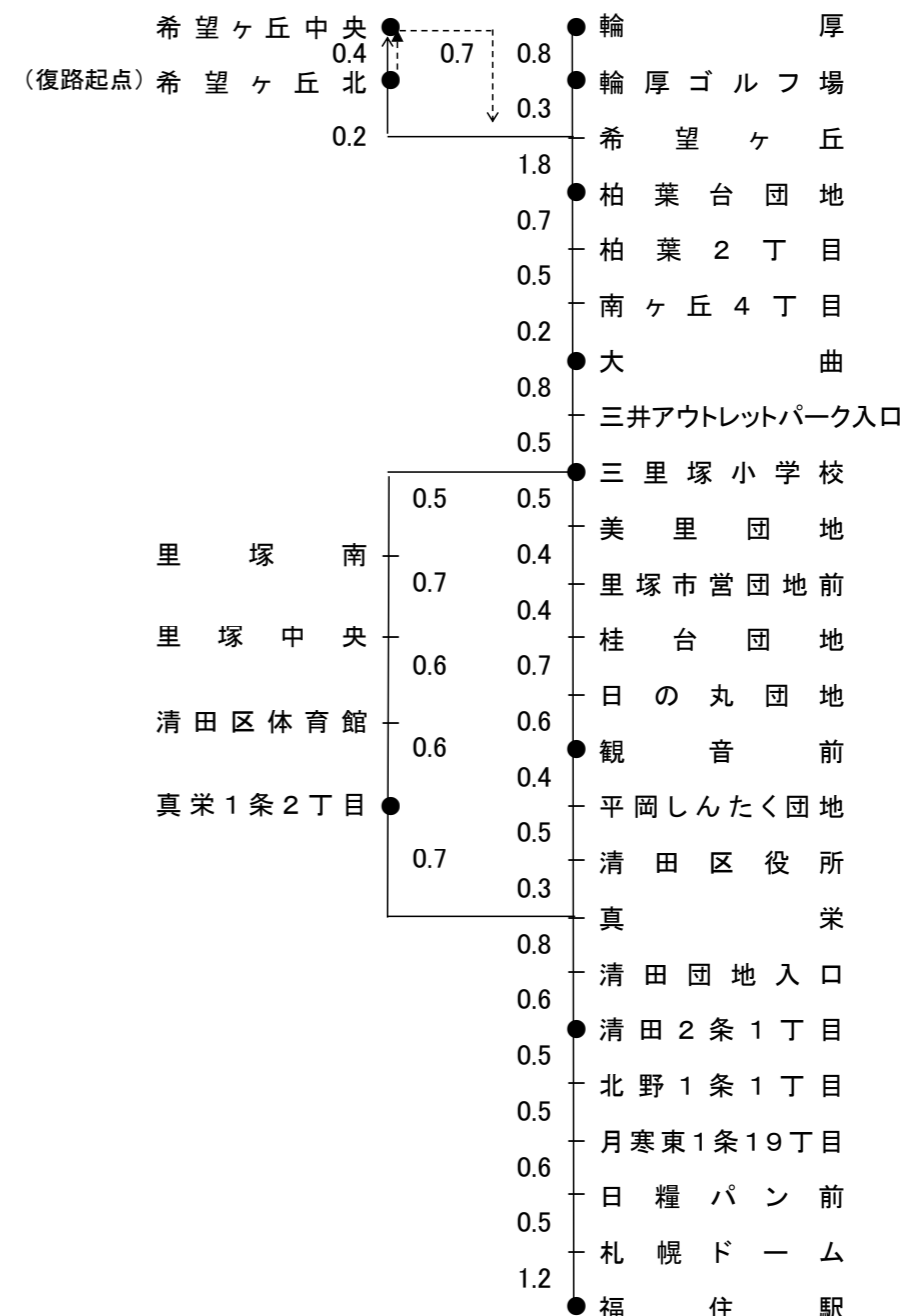 希望ヶ丘中央
輪厚
0.4
0.7
0.8
(復路起点)希望ヶ丘北
輪厚ゴルフ場
0.3
0.2
希望ヶ丘
1.8
柏葉台団地
0.7
柏葉2丁目
0.5
南ヶ丘4丁目
0.2
大曲
0.8
三井アウトレットパーク入口
0.5
三里塚小学校
0.5
0.5
美里団地
里塚南
0.4
0.7
里塚市営団地前
0.4
里塚中央
桂台団地
0.6
0.7
日の丸団地
清田区体育館
0.6
0.6
観音前
0.4
真栄1条2丁目
平岡しんたく団地
0.5
0.7
清田区役所
0.3
真栄
0.8
清田団地入口
0.6
清田2条1丁目
0.5
北野1条1丁目
0.5
月寒東1条19丁目
0.6
日糧パン前
0.5
札幌ドーム
1.2
福住駅